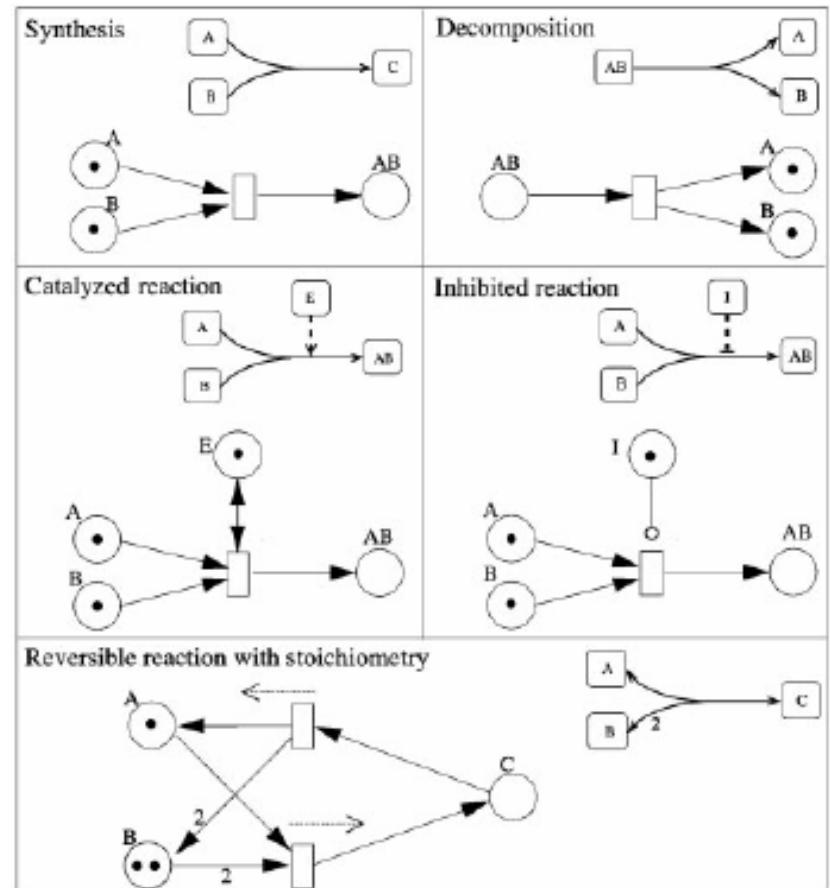 Synthesis
A
B
C
A
B
AB
Decomposition
AB
A
B
AB
A
B
Catalyzed reaction
E
A
B
AB
E
A
B
AB
Inhibited reaction
I
A
B
AB
I
A
B
AB
Reversible reaction with stoichiometry
A
B
2
C
A
2
B
2
C